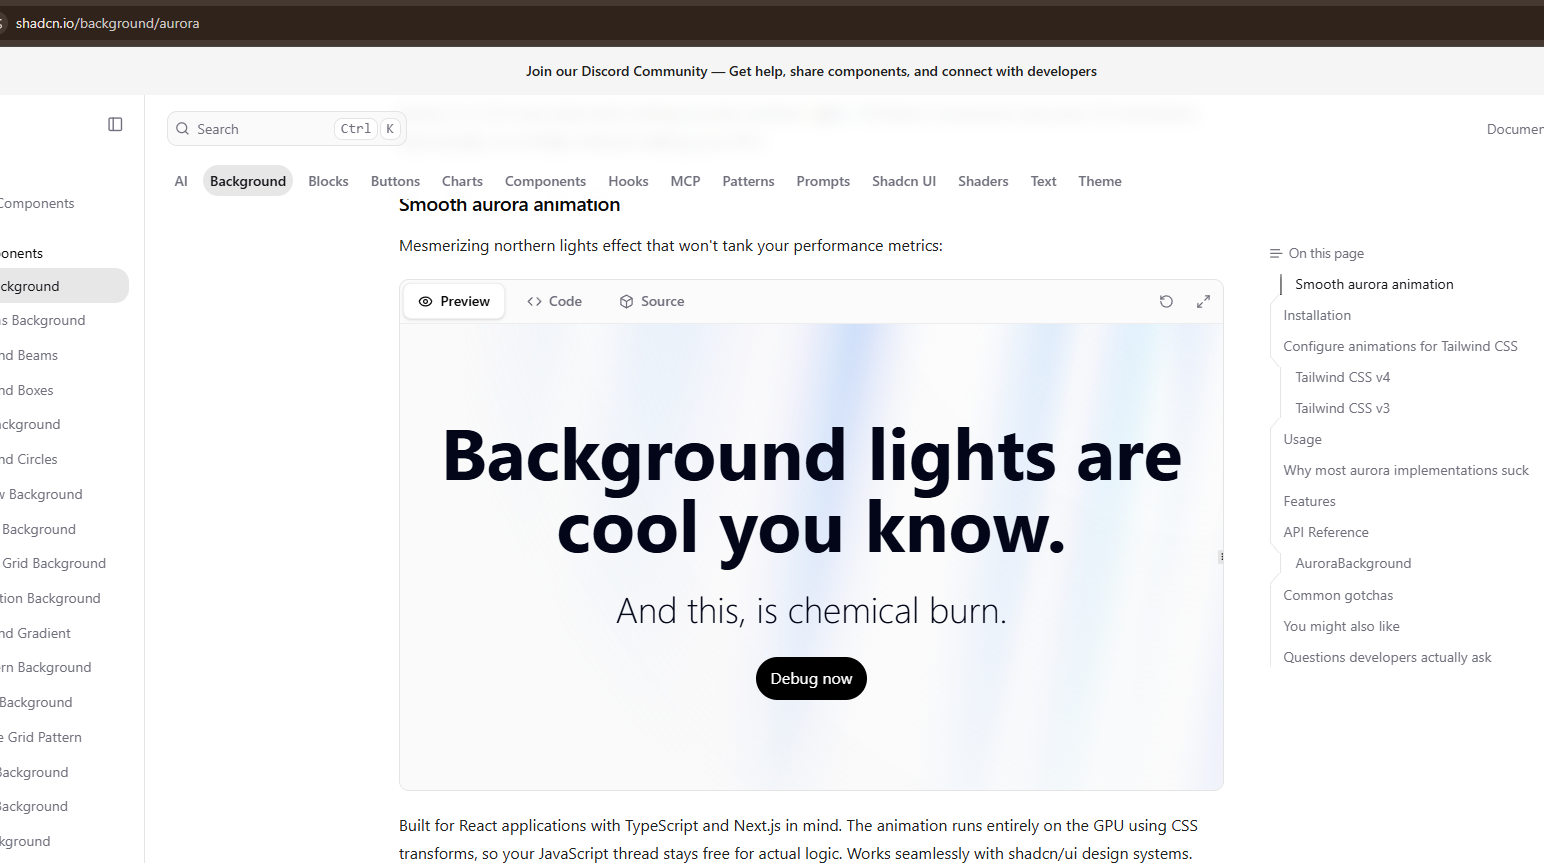 shadcn.io/background/aurora
Join our Discord Community — Get help, share components, and connect with developers
Search Ctrl K
Documen
AI Background Blocks Buttons Charts Components Hooks MCP Patterns Prompts Shadcn UI Shaders Text Theme
Components
onents
ckground
s Background
nd Beams
nd Boxes
ackground
nd Circles
w Background
Background
Grid Background
tion Background
nd Gradient
ern Background
Background
e Grid Pattern
Background
Background
kground
Smooth aurora animation
Mesmerizing northern lights effect that won't tank your performance metrics:
Preview Code Source
Background lights are
cool you know.
And this, is chemical burn.
Debug now
Built for React applications with TypeScript and Next.js in mind. The animation runs entirely on the GPU using CSS
transforms, so your JavaScript thread stays free for actual logic. Works seamlessly with shadcn/ui design systems.
On this page
Smooth aurora animation
Installation
Configure animations for Tailwind CSS
Tailwind CSS v4
Tailwind CSS v3
Usage
Why most aurora implementations suck
Features
API Reference
AuroraBackground
Common gotchas
You might also like
Questions developers actually ask